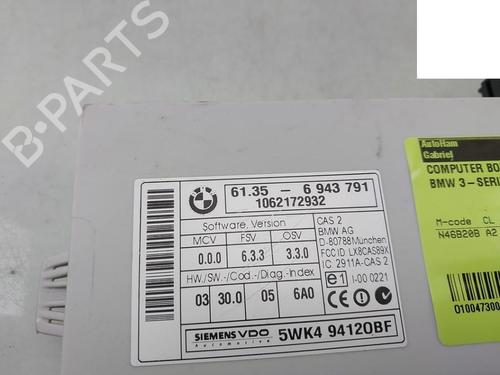 B-PARTS
AutoHam
Gabriel
COMPUTER BO
BMW 3-SERI
M-code CL
N46B20B A2
010047300
61.35 - 6 943 791
1062172932
Software, Version
MCV FSV OSV
0.0.0 6.3.3 3.3.0
HW./SW.-Cod./Diag.-Index
03 30.0 05 6A0
CAS 2
BMW AG
D-80788München
FCC ID LX8CAS89X
IC: 2911A-CAS 2
e1 I-00 0221
SIEMENS VDO
Automotive
5WK4 94120BF